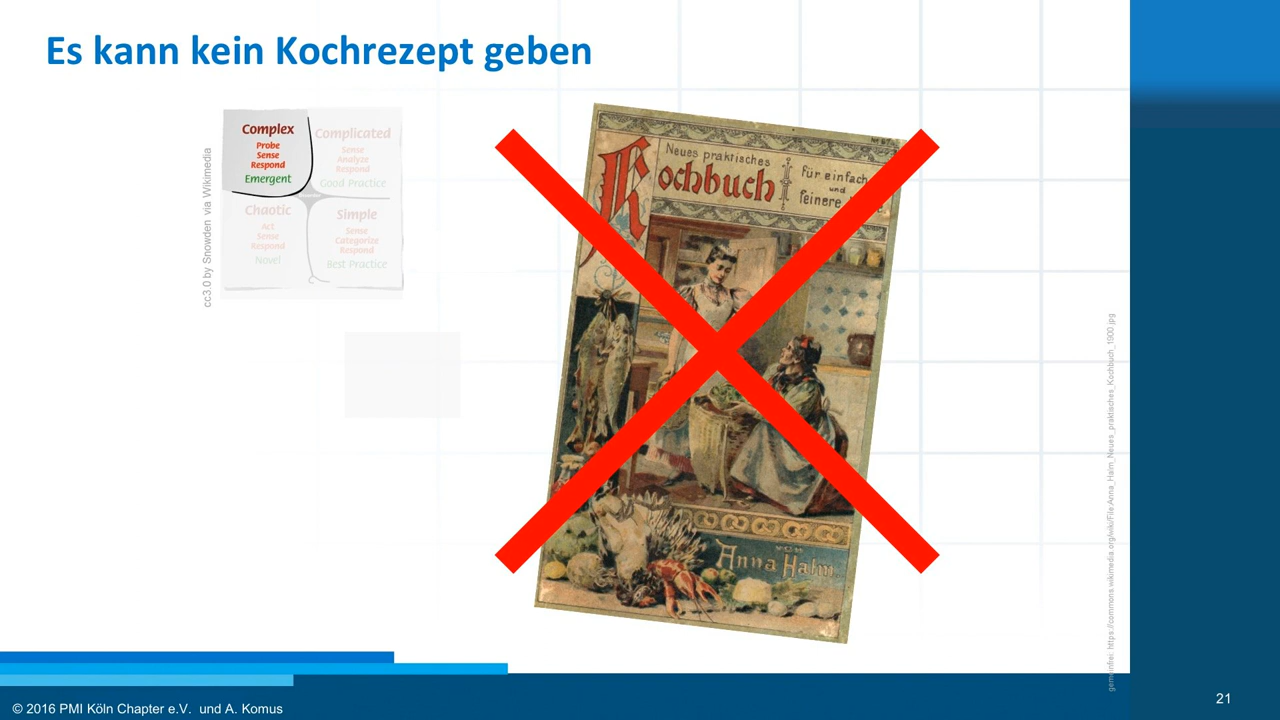 Es kann kein Kochrezept geben
cc3.0 by Snowden via Wikimedia
Complex
Probe
Sense
Respond
Emergent
Complicated
Sense
Analyze
Respond
Good Practice
Chaotic
Act
Sense
Respond
Novel
Simple
Sense
Categorize
Respond
Best Practice
Neues praktisches
Kochbuch
für einfach
und
feinere
von
Anna Halm
gemeinfrei: https://commons.wikimedia.org/wiki/File:Anna_Halm_Neues_praktisches_Kochbuch_1900.jpg
© 2016 PMI Köln Chapter e.V. und A. Komus
21